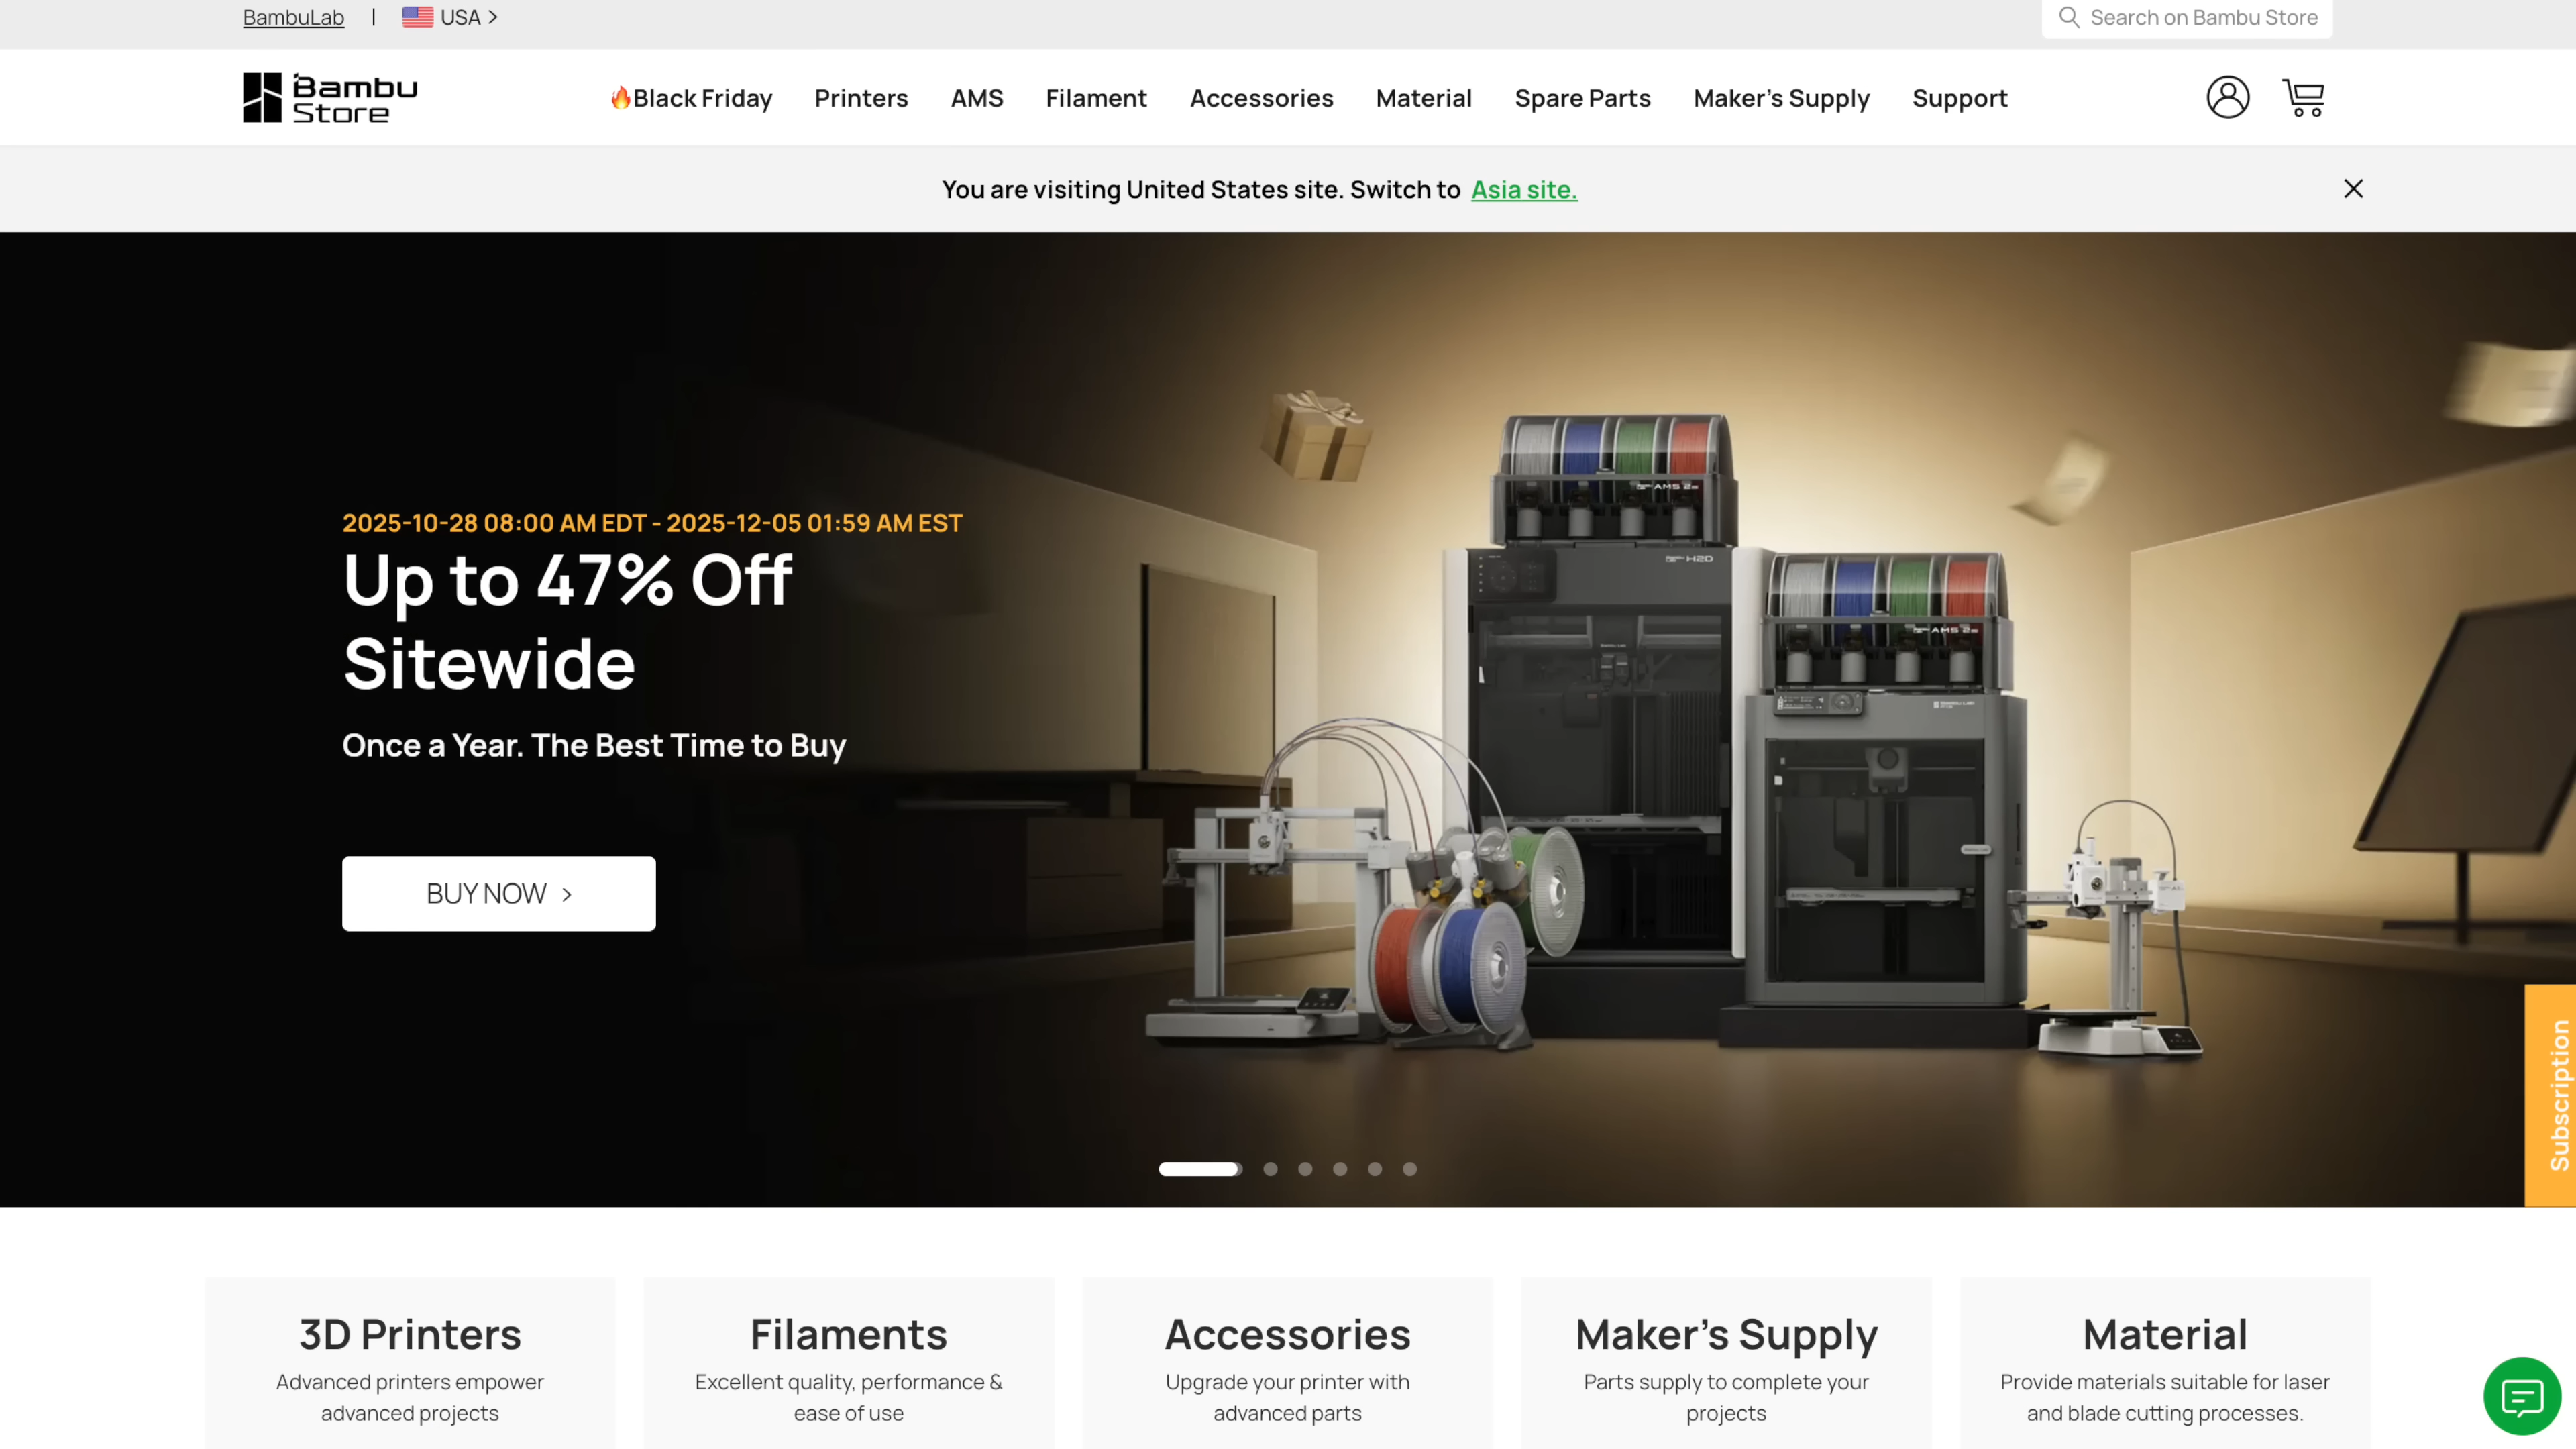 BambuLab | USA >
Search on Bambu Store
Bambu
Store
Black Friday Printers AMS Filament Accessories Material Spare Parts Maker's Supply Support
You are visiting United States site. Switch to Asia site.
2025-10-28 08:00 AM EDT - 2025-12-05 01:59 AM EST
Up to 47% Off
Sitewide
Once a Year. The Best Time to Buy
BUY NOW >
AMS 2
H2D
AMS 2
Subscription
3D Printers
Advanced printers empower
advanced projects
Filaments
Excellent quality, performance &
ease of use
Accessories
Upgrade your printer with
advanced parts
Maker's Supply
Parts supply to complete your
projects
Material
Provide materials suitable for laser
and blade cutting processes.